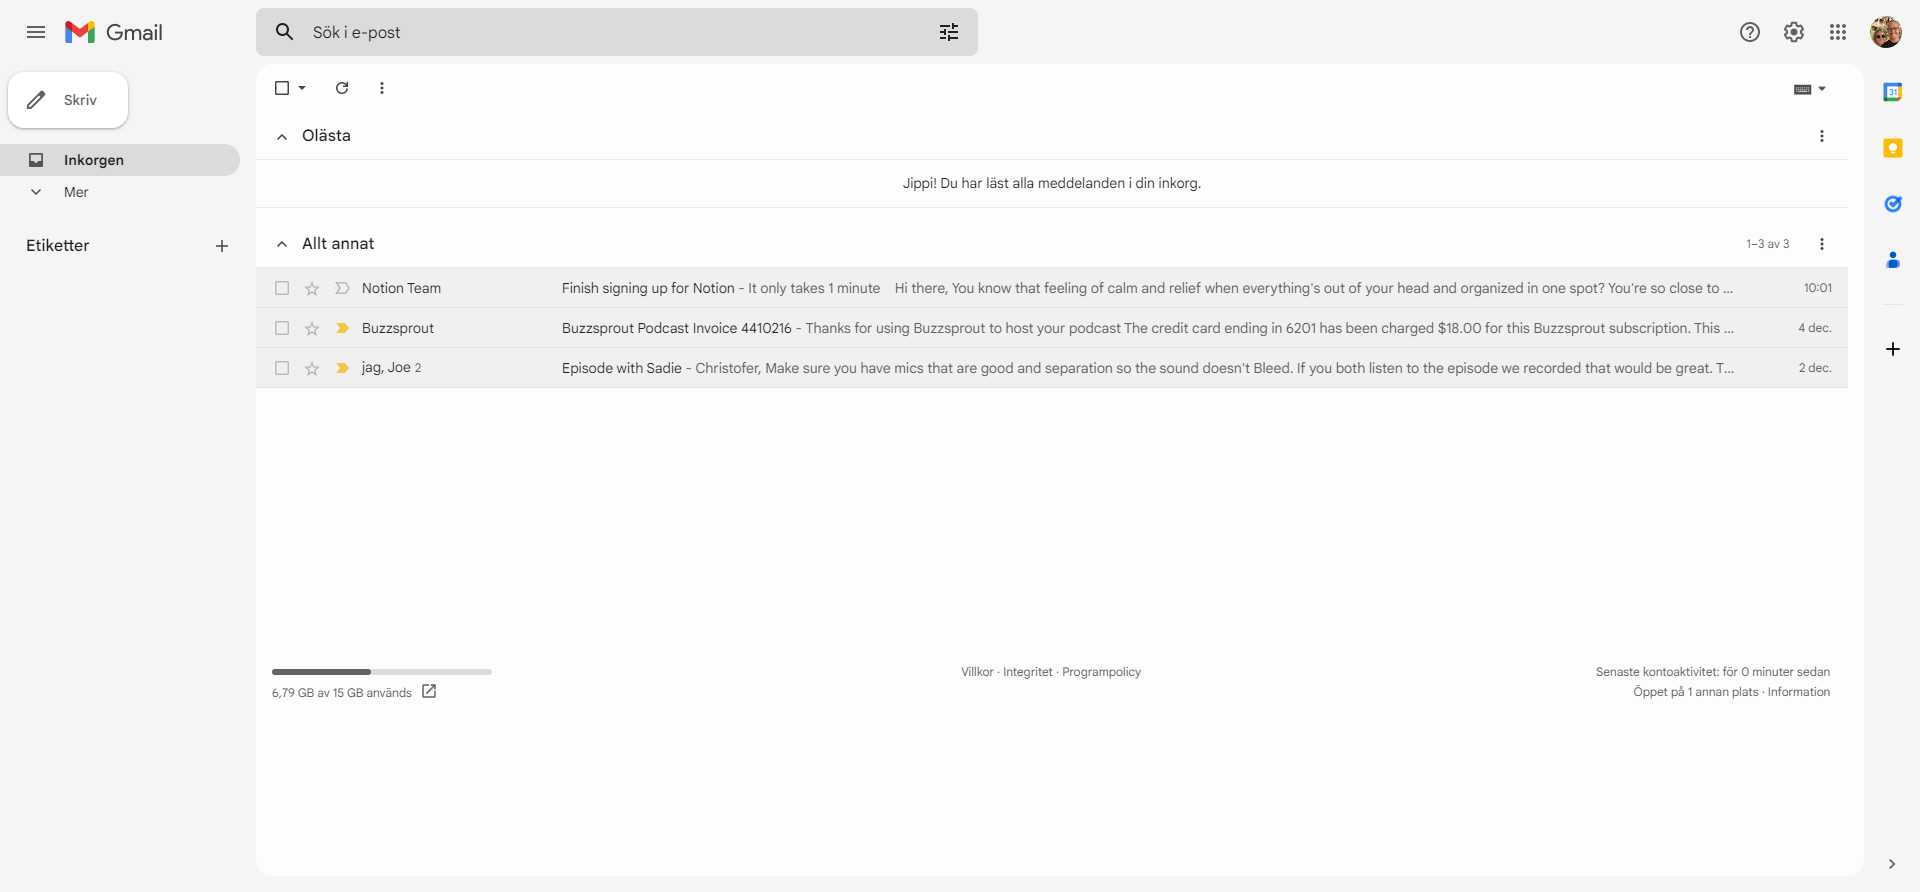 Gmail
Sök i e-post
Skriv
Inkorgen
Mer
Etiketter
Olästa
Jippi! Du har läst alla meddelanden i din inkorg.
Allt annat
1–3 av 3
Notion Team Finish signing up for Notion - It only takes 1 minute Hi there, You know that feeling of calm and relief when everything's out of your head and organized in one spot? You're so close to ... 10:01
Buzzsprout Buzzsprout Podcast Invoice 4410216 - Thanks for using Buzzsprout to host your podcast The credit card ending in 6201 has been charged $18.00 for this Buzzsprout subscription. This ... 4 dec.
jag, Joe 2 Episode with Sadie - Christofer, Make sure you have mics that are good and separation so the sound doesn't Bleed. If you both listen to the episode we recorded that would be great. T... 2 dec.
6,79 GB av 15 GB används
Villkor · Integritet · Programpolicy
Senaste kontoaktivitet: för 0 minuter sedan
Öppet på 1 annan plats · Information
31